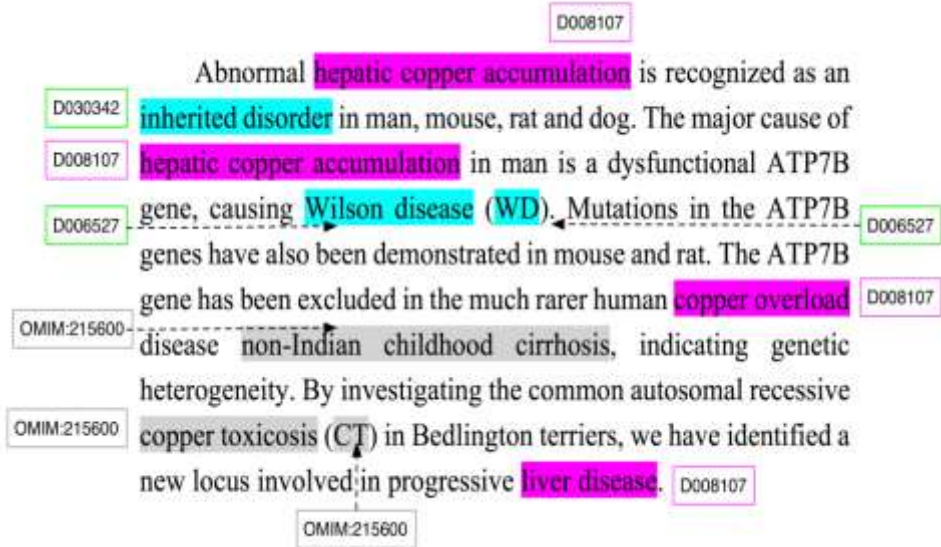 D008107
Abnormal hepatic copper accumulation is recognized as an
D030342 inherited disorder in man, mouse, rat and dog. The major cause of
D008107 hepatic copper accumulation in man is a dysfunctional ATP7B
D006527 gene, causing Wilson disease (WD). Mutations in the ATP7B D006527
genes have also been demonstrated in mouse and rat. The ATP7B
gene has been excluded in the much rarer human copper overload D008107
OMIM:215600
disease non-Indian childhood cirrhosis, indicating genetic
heterogeneity. By investigating the common autosomal recessive
OMIM:215600 copper toxicosis (CT) in Bedlington terriers, we have identified a
new locus involved in progressive liver disease. D008107
OMIM:215600